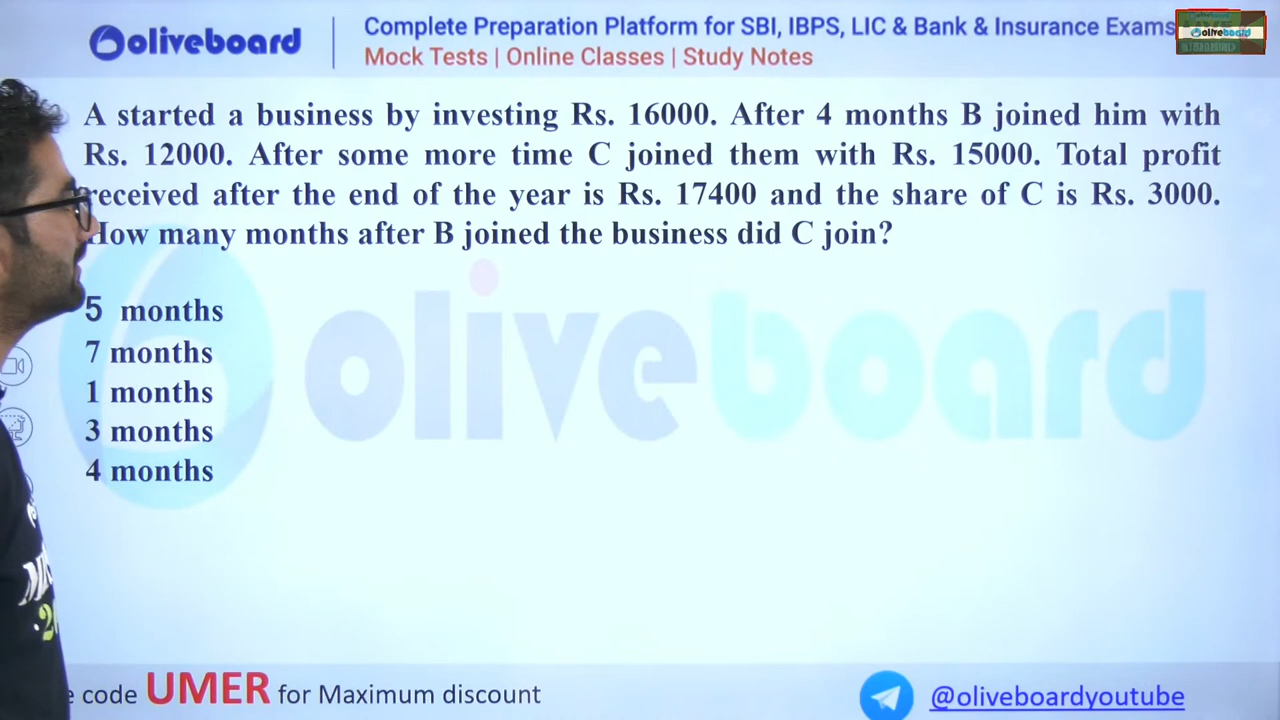 oliveboard
Complete Preparation Platform for SBI, IBPS, LIC & Bank & Insurance Exams
Mock Tests | Online Classes | Study Notes
oliveboard
A started a business by investing Rs. 16000. After 4 months B joined him with
Rs. 12000. After some more time C joined them with Rs. 15000. Total profit
received after the end of the year is Rs. 17400 and the share of C is Rs. 3000.
How many months after B joined the business did C join?
5 months
7 months
1 months
3 months
4 months
oliveboard
code UMER for Maximum discount
@oliveboardyoutube